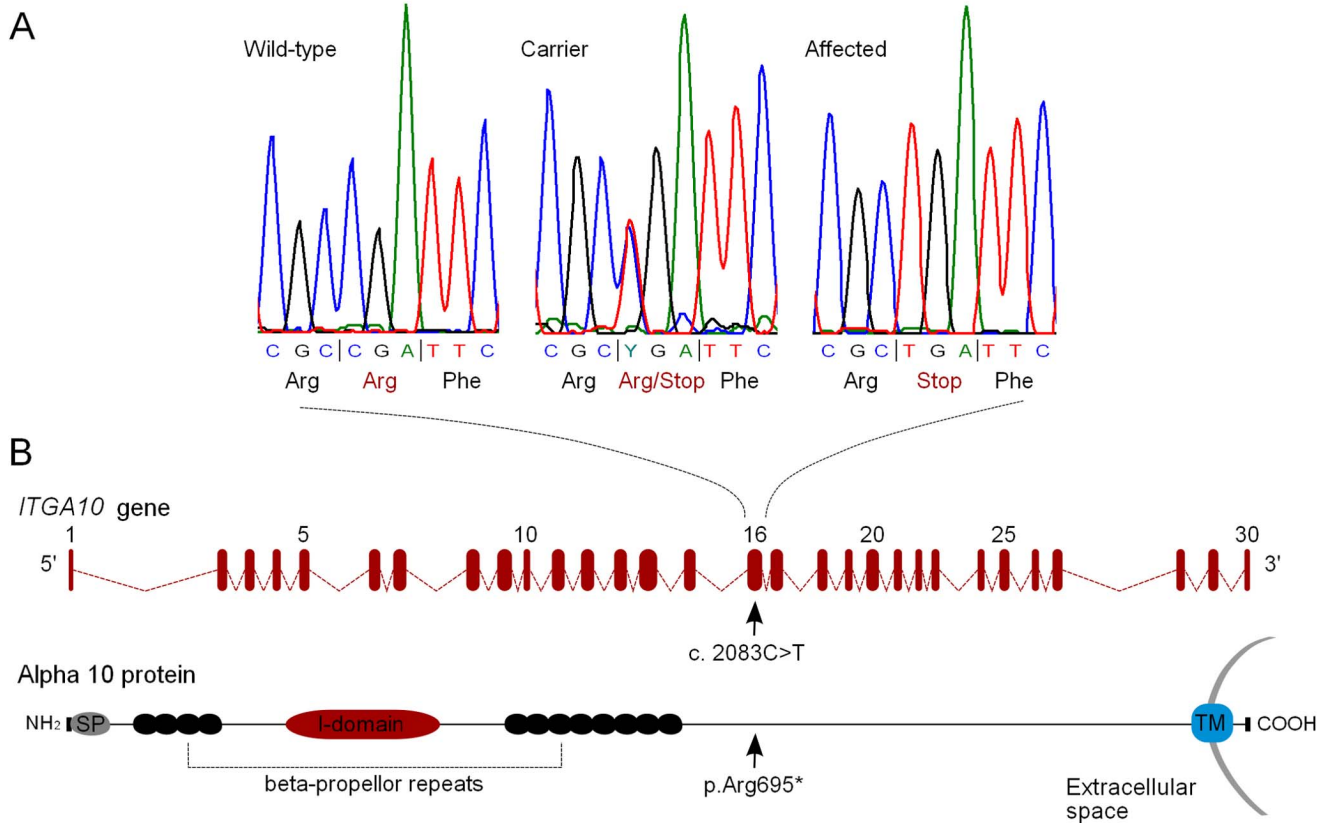 A
Wild-type Carrier Affected
C G C | C G A | T T C C G C | Y G A | T T C C G C | T G A | T T C
Arg Arg Phe Arg Arg/Stop Phe Arg Stop Phe
B
ITGA10 gene
1 5 10 16 20 25 30
5' 3'
c. 2083C>T
Alpha 10 protein
NH₂ SP I-domain TM COOH
beta-propellor repeats
p.Arg695*
Extracellular
space